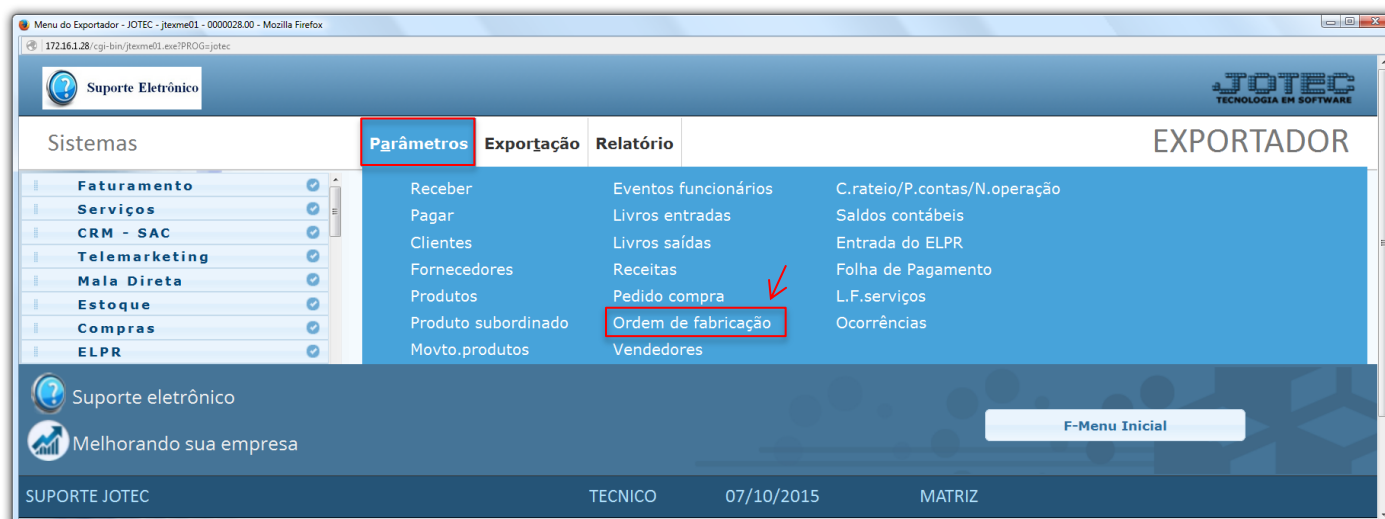 Menu do Exportador - JOTEC - jtexme01 - 0000028.00 - Mozilla Firefox
172.16.1.28/cgi-bin/jtexme01.exe?PROG=jotec
Suporte Eletrônico
JOTEC
TECNOLOGIA EM SOFTWARE
Sistemas
Parâmetros Exportação Relatório
EXPORTADOR
Faturamento
Serviços
CRM - SAC
Telemarketing
Mala Direta
Estoque
Compras
ELPR
Receber
Pagar
Clientes
Fornecedores
Produtos
Produto subordinado
Movto.produtos
Eventos funcionários
Livros entradas
Livros saídas
Receitas
Pedido compra
Ordem de fabricação
Vendedores
C.rateio/P.contas/N.operação
Saldos contábeis
Entrada do ELPR
Folha de Pagamento
L.F.serviços
Ocorrências
Suporte eletrônico
Melhorando sua empresa
F-Menu Inicial
SUPORTE JOTEC TECNICO 07/10/2015 MATRIZ